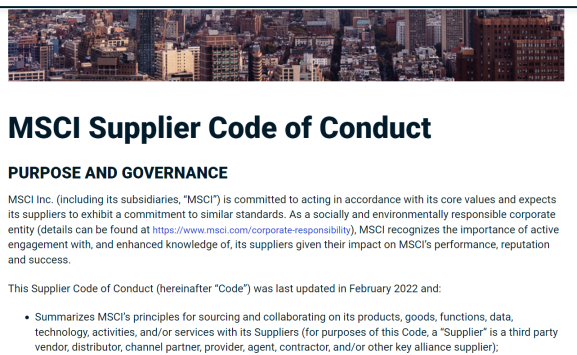 MSCI Supplier Code of Conduct
PURPOSE AND GOVERNANCE
MSCI Inc. (including its subsidiaries, “MSCI”) is committed to acting in accordance with its core values and expects
its suppliers to exhibit a commitment to similar standards. As a socially and environmentally responsible corporate
entity (details can be found at https://www.msci.com/corporate-responsibility), MSCI recognizes the importance of active
engagement with, and enhanced knowledge of, its suppliers given their impact on MSCI’s performance, reputation
and success.
This Supplier Code of Conduct (hereinafter “Code”) was last updated in February 2022 and:
• Summarizes MSCI’s principles for sourcing and collaborating on its products, goods, functions, data,
technology, activities, and/or services with its Suppliers (for purposes of this Code, a “Supplier” is a third party
vendor, distributor, channel partner, provider, agent, contractor, and/or other key alliance supplier);